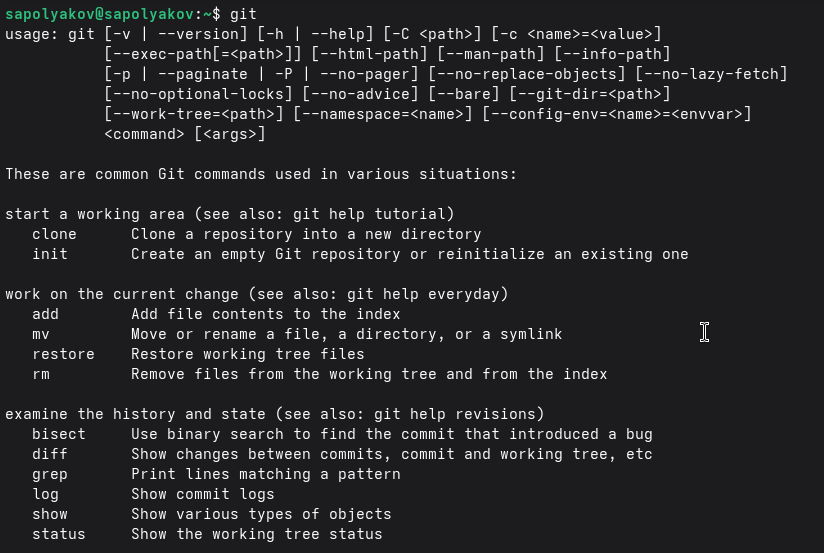 sapolyakov@sapolyakov:~$ git
usage: git [-v | --version] [-h | --help] [-C <path>] [-c <name>=<value>]
           [--exec-path[=<path>]] [--html-path] [--man-path] [--info-path]
           [-p | --paginate | -P | --no-pager] [--no-replace-objects] [--no-lazy-fetch]
           [--no-optional-locks] [--no-advice] [--bare] [--git-dir=<path>]
           [--work-tree=<path>] [--namespace=<name>] [--config-env=<name>=<envvar>]
           <command> [<args>]

These are common Git commands used in various situations:

start a working area (see also: git help tutorial)
   clone      Clone a repository into a new directory
   init       Create an empty Git repository or reinitialize an existing one

work on the current change (see also: git help everyday)
   add        Add file contents to the index
   mv         Move or rename a file, a directory, or a symlink
   restore    Restore working tree files
   rm         Remove files from the working tree and from the index

examine the history and state (see also: git help revisions)
   bisect     Use binary search to find the commit that introduced a bug
   diff       Show changes between commits, commit and working tree, etc
   grep       Print lines matching a pattern
   log        Show commit logs
   show       Show various types of objects
   status     Show the working tree status